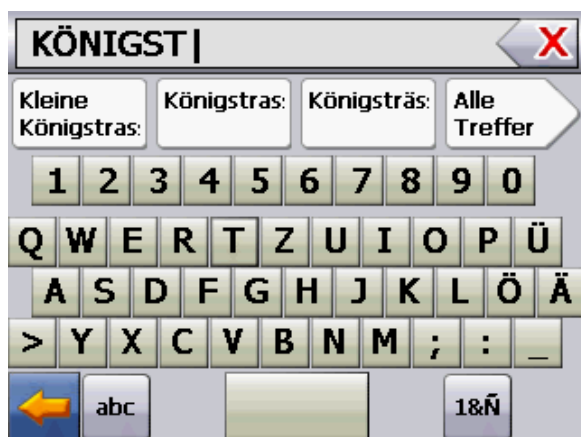 KÖNIGST
X
Kleine Königstras: Königstras: Königsträs: Alle Treffer
1 2 3 4 5 6 7 8 9 0
Q W E R T Z U I O P Ü
A S D F G H J K L Ö Ä
> Y X C V B N M ; : _
abc 1&Ñ